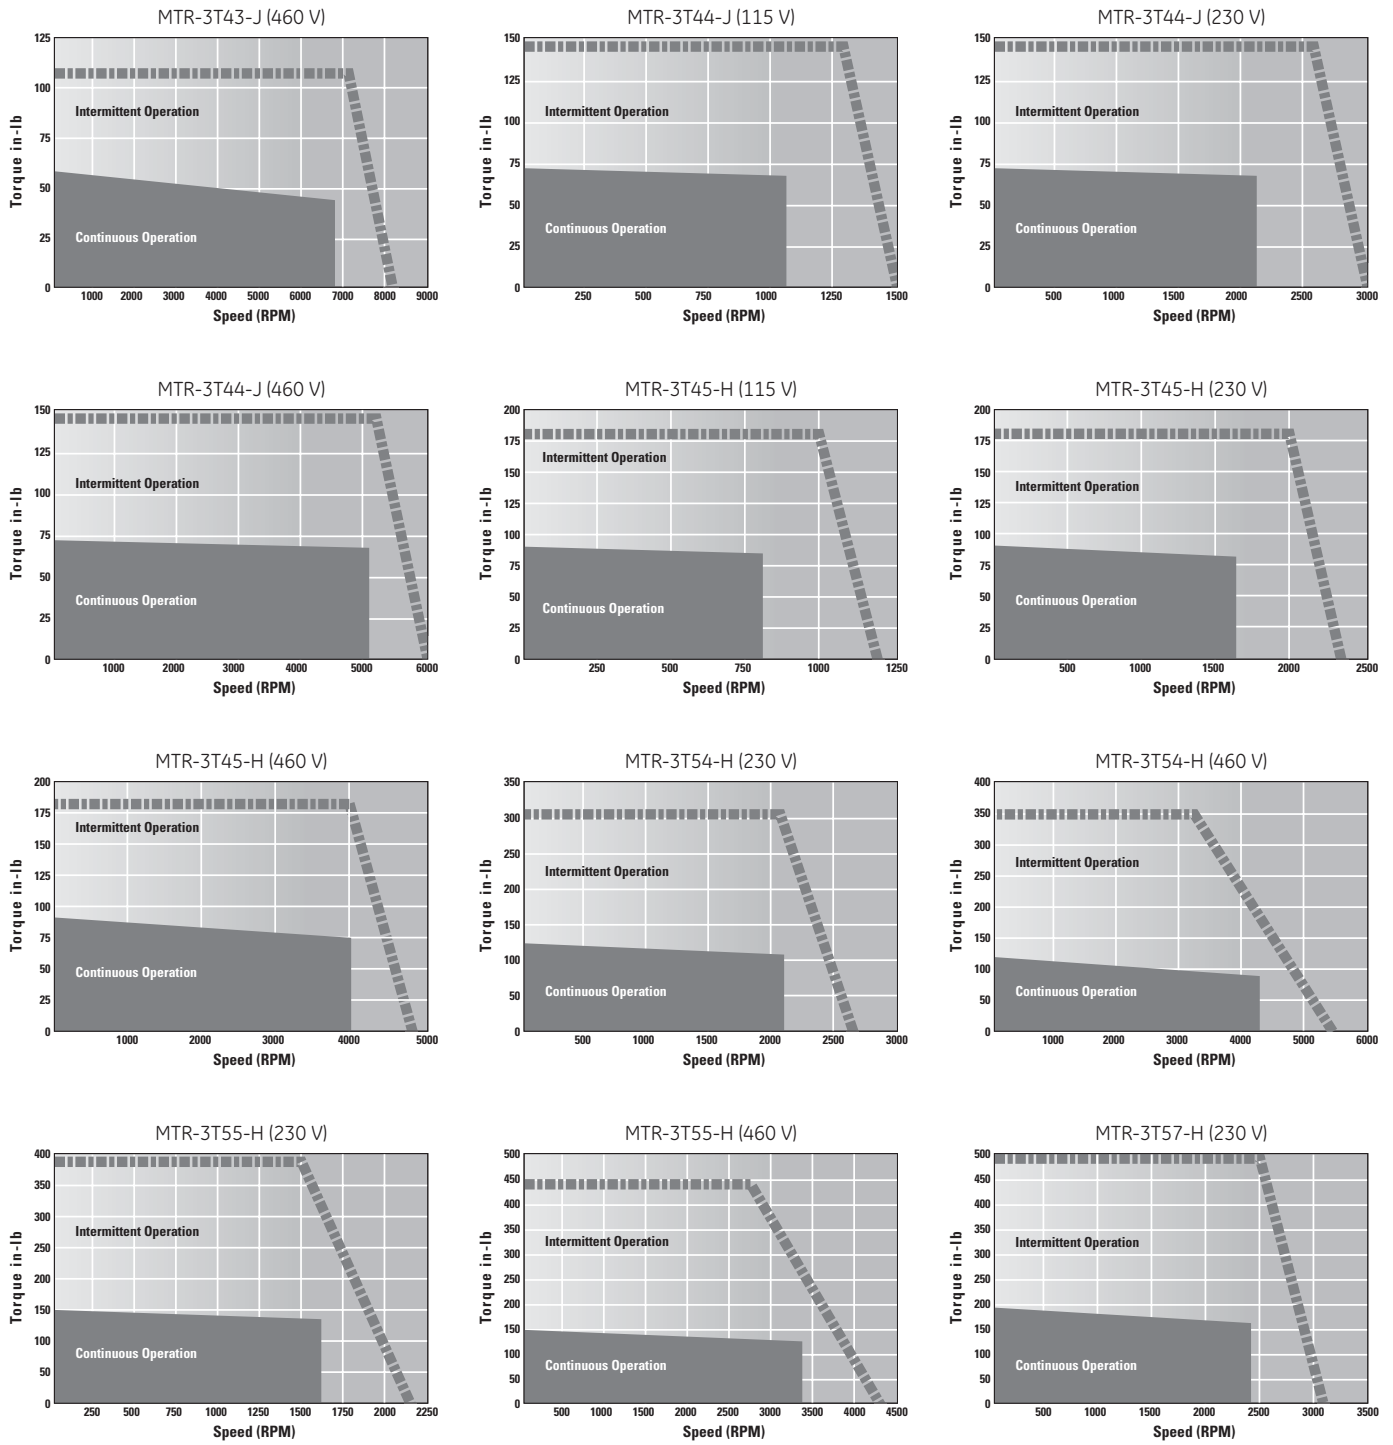 MTR-3T43-J (460 V)
125
100
75
50
25
0
Torque in-lb
Intermittent Operation
Continuous Operation
1000 2000 3000 4000 5000 6000 7000 8000 9000
Speed (RPM)
MTR-3T44-J (115 V)
150
125
100
75
50
25
0
Torque in-lb
Intermittent Operation
Continuous Operation
250 500 750 1000 1250 1500
Speed (RPM)
MTR-3T44-J (230 V)
150
125
100
75
50
25
0
Torque in-lb
Intermittent Operation
Continuous Operation
500 1000 1500 2000 2500 3000
Speed (RPM)
MTR-3T44-J (460 V)
150
125
100
75
50
25
0
Torque in-lb
Intermittent Operation
Continuous Operation
1000 2000 3000 4000 5000 6000
Speed (RPM)
MTR-3T45-H (115 V)
200
175
150
125
100
75
50
25
0
Torque in-lb
Intermittent Operation
Continuous Operation
250 500 750 1000 1250
Speed (RPM)
MTR-3T45-H (230 V)
200
175
150
125
100
75
50
25
0
Torque in-lb
Intermittent Operation
Continuous Operation
500 1000 1500 2000 2500
Speed (RPM)
MTR-3T45-H (460 V)
200
175
150
125
100
75
50
25
0
Torque in-lb
Intermittent Operation
Continuous Operation
1000 2000 3000 4000 5000
Speed (RPM)
MTR-3T54-H (230 V)
350
300
250
200
150
100
50
0
Torque in-lb
Intermittent Operation
Continuous Operation
500 1000 1500 2000 2500 3000
Speed (RPM)
MTR-3T54-H (460 V)
400
350
300
250
200
150
100
50
0
Torque in-lb
Intermittent Operation
Continuous Operation
1000 2000 3000 4000 5000 6000
Speed (RPM)
MTR-3T55-H (230 V)
400
350
300
250
200
150
100
50
0
Torque in-lb
Intermittent Operation
Continuous Operation
250 500 750 1000 1250 1500 1750 2000 2250
Speed (RPM)
MTR-3T55-H (460 V)
500
450
400
350
300
250
200
150
100
50
0
Torque in-lb
Intermittent Operation
Continuous Operation
500 1000 1500 2000 2500 3000 3500 4000 4500
Speed (RPM)
MTR-3T57-H (230 V)
500
450
400
350
300
250
200
150
100
50
0
Torque in-lb
Intermittent Operation
Continuous Operation
500 1000 1500 2000 2500 3000 3500
Speed (RPM)